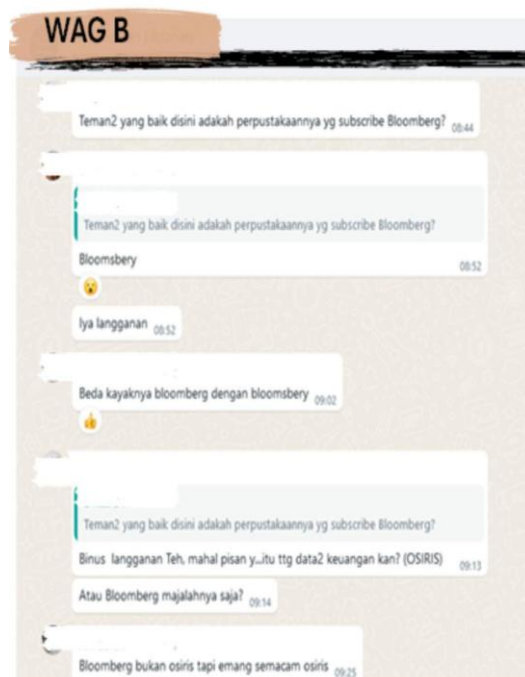 WAG B
Teman2 yang baik disini adakah perpustakaannya yg subscribe Bloomberg? 08:44
Teman2 yang baik disini adakah perpustakaannya yg subscribe Bloomberg?
Bloomsbery 08:52
Iya langganan 08:52
Beda kayaknya bloomberg dengan bloomsbery 09:02
Teman2 yang baik disini adakah perpustakaannya yg subscribe Bloomberg?
Binus langganan Teh, mahal pisan y...itu ttg data2 keuangan kan? (OSIRIS) 09:13
Atau Bloomberg majalahnya saja? 09:14
Bloomberg bukan osiris tapi emang semacam osiris 09:25